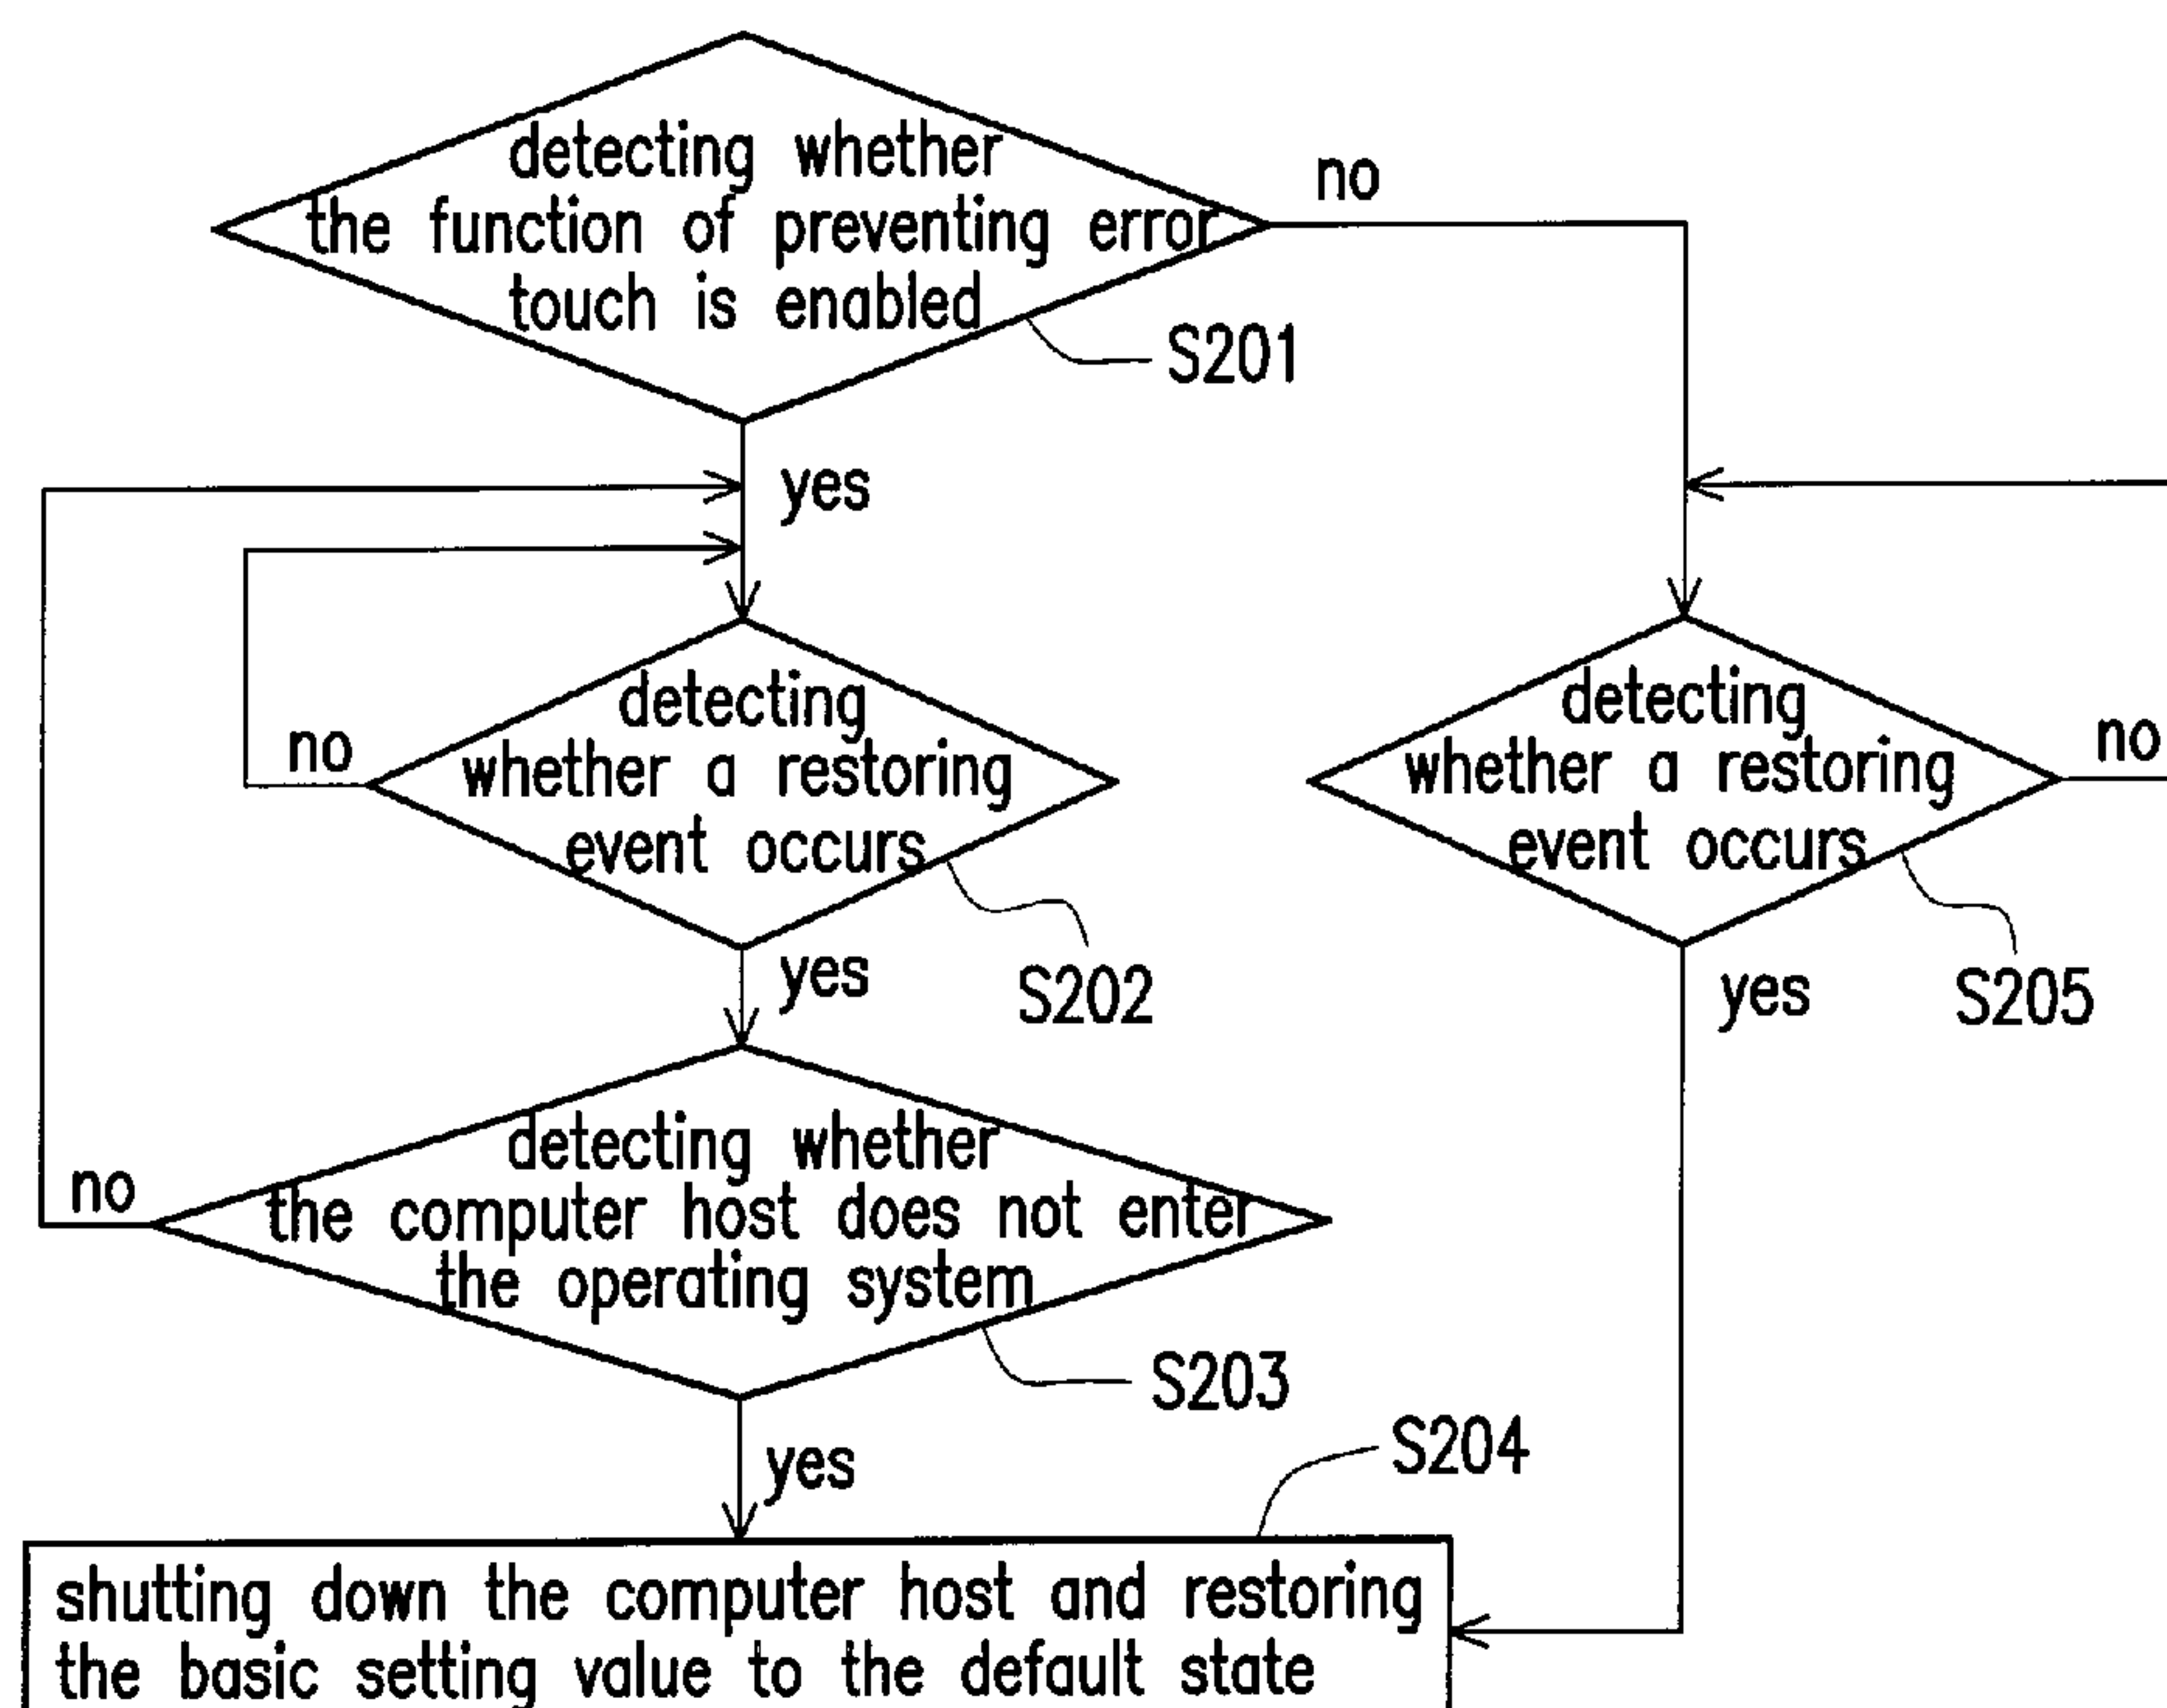 detecting whether
the function of preventing error
touch is enabled
no
S201
yes
detecting
whether a restoring
event occurs
no
S202
yes
detecting
whether a restoring
event occurs
no
S205
yes
detecting whether
the computer host does not enter
the operating system
no
S203
yes
S204
shutting down the computer host and restoring
the basic setting value to the default state